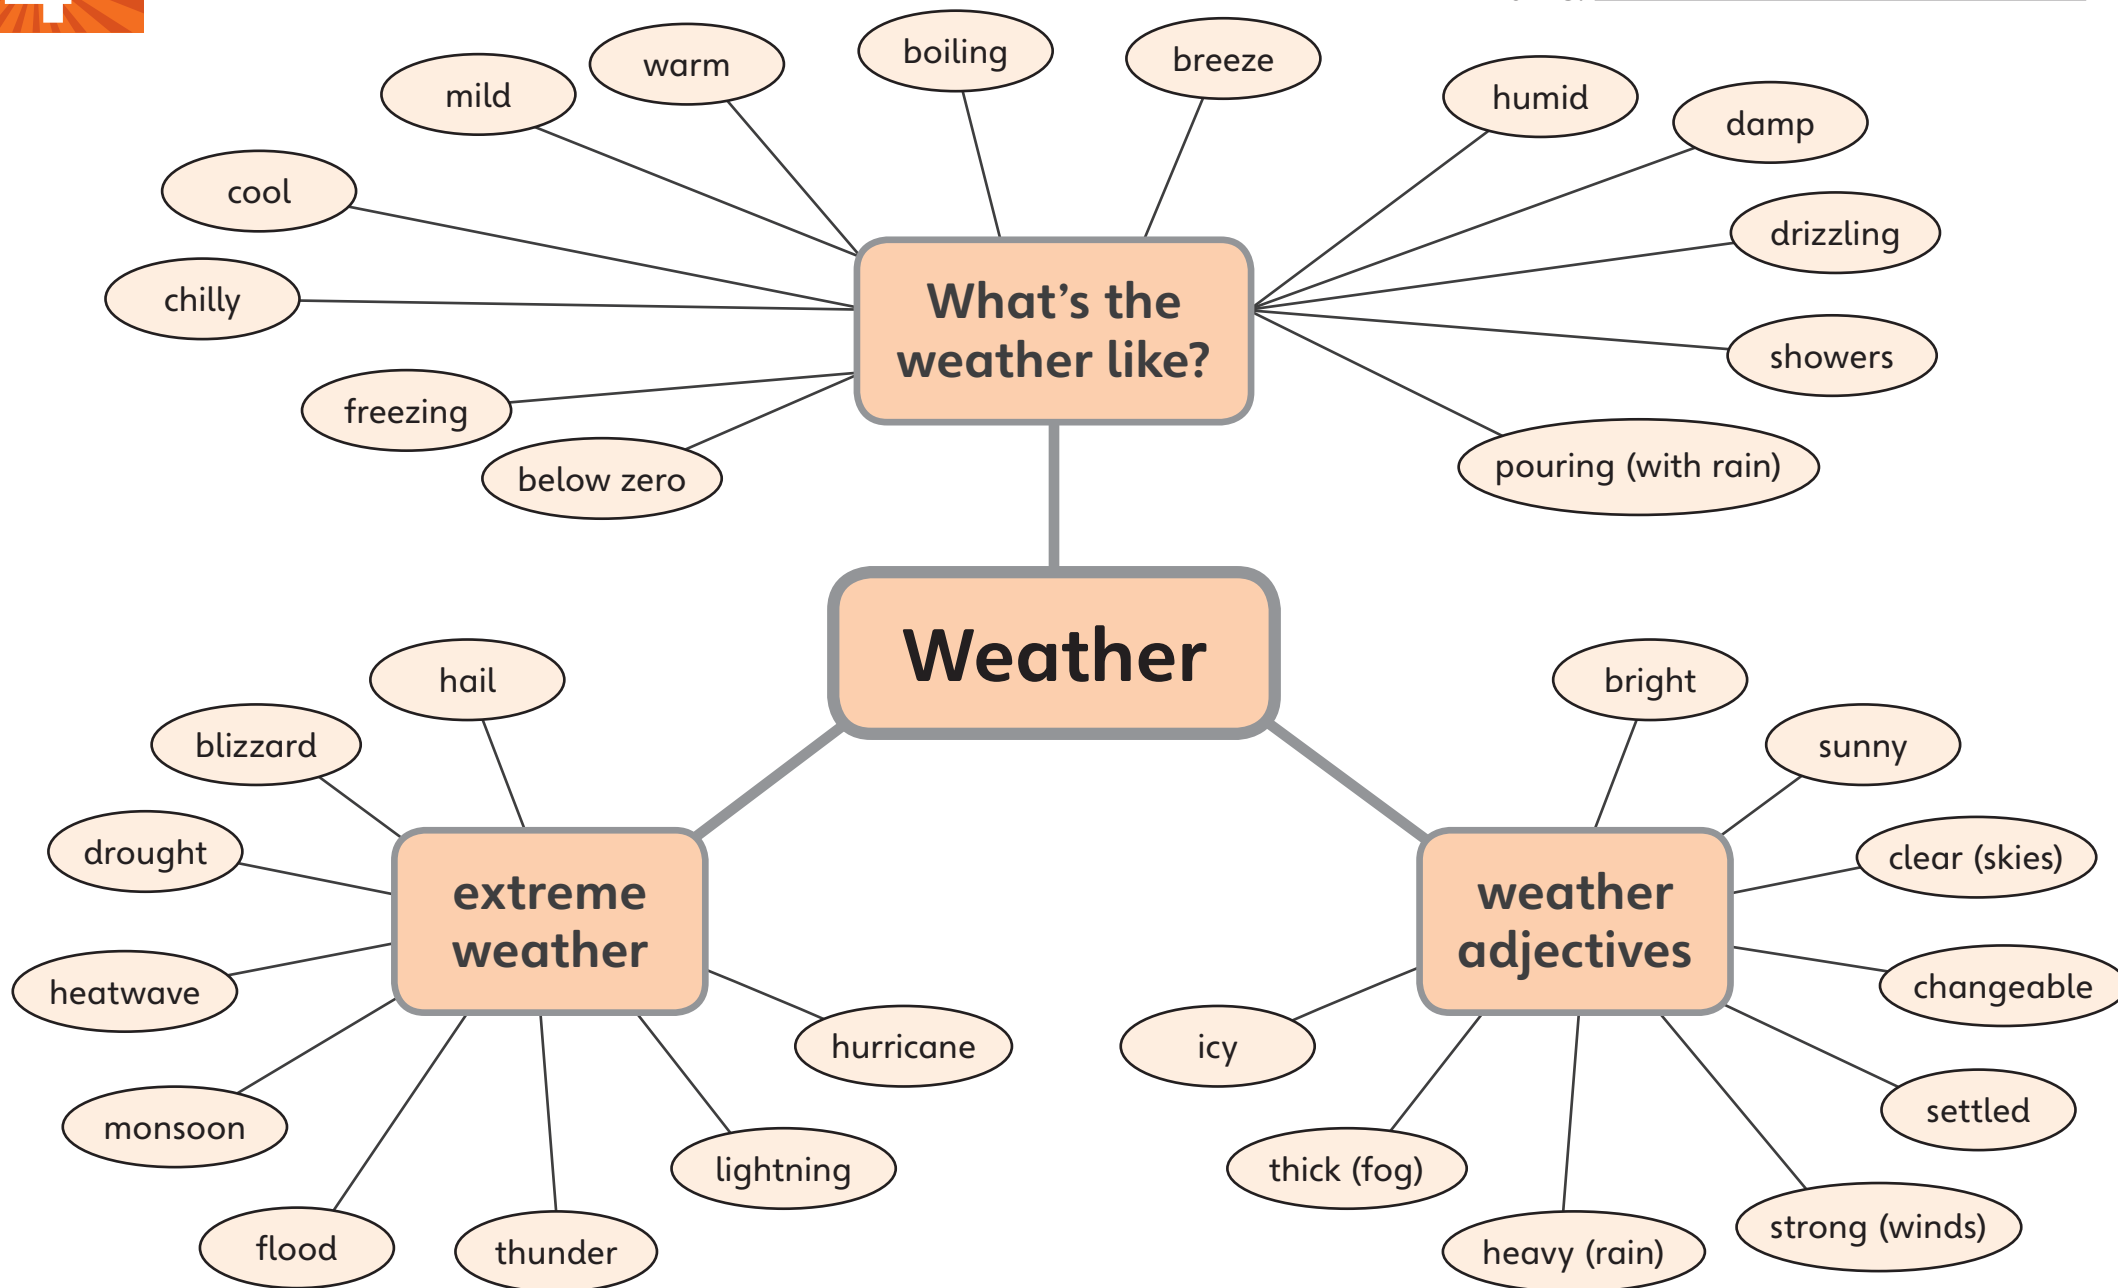 boiling
breeze
warm
mild
humid
damp
cool
drizzling
chilly
What's the
weather like?
showers
freezing
below zero
pouring (with rain)
Weather
hail
bright
blizzard
sunny
drought
clear (skies)
extreme
weather
weather
adjectives
heatwave
changeable
hurricane
icy
monsoon
settled
lightning
thick (fog)
flood
thunder
heavy (rain)
strong (winds)